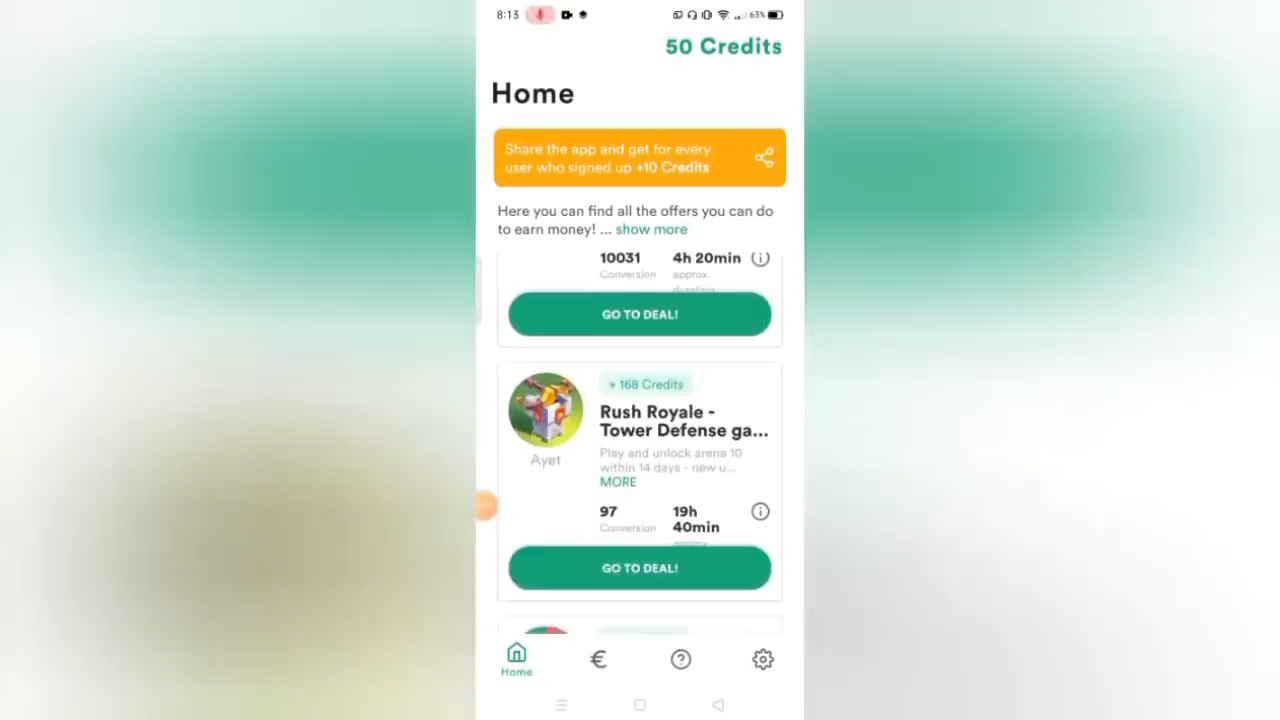 8:13
63%
50 Credits
Home
Share the app and get for every
user who signed up +10 Credits
Here you can find all the offers you can do
to earn money! ... show more
10031
4h 20min
Conversion
approx.
duration
GO TO DEAL!
+ 168 Credits
Rush Royale -
Tower Defense ga...
Ayet
Play and unlock arena 10
within 14 days - new u...
MORE
97
19h
40min
Conversion
GO TO DEAL!
Home